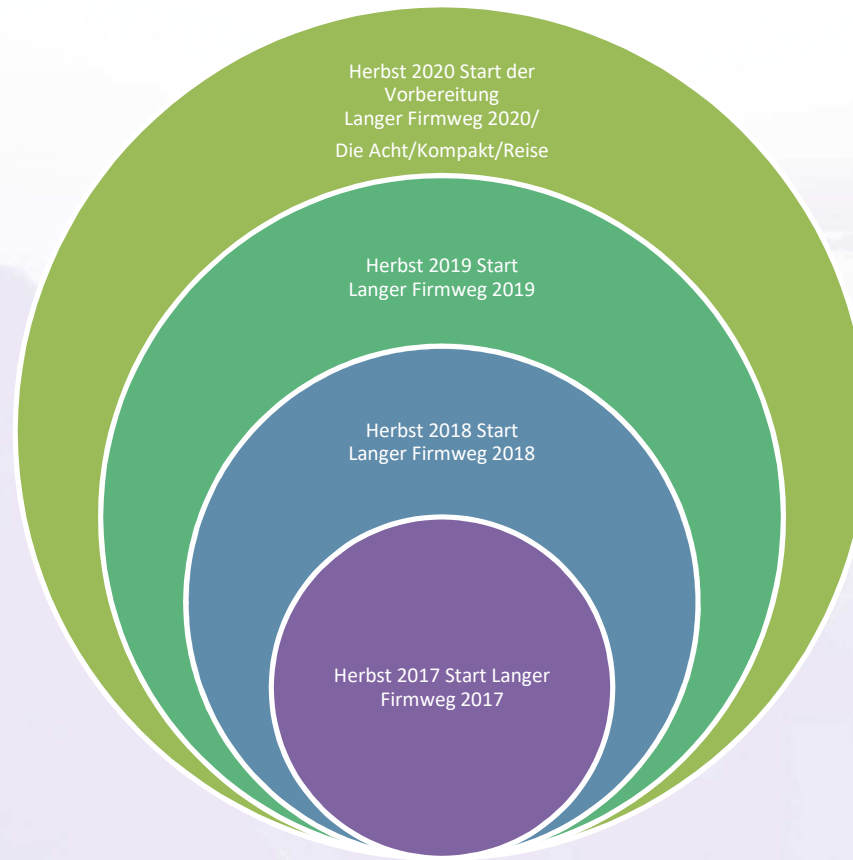 Herbst 2020 Start der
Vorbereitung
Langer Firmweg 2020/
Die Acht/Kompakt/Reise
Herbst 2019 Start
Langer Firmweg 2019
Herbst 2018 Start
Langer Firmweg 2018
Herbst 2017 Start Langer
Firmweg 2017